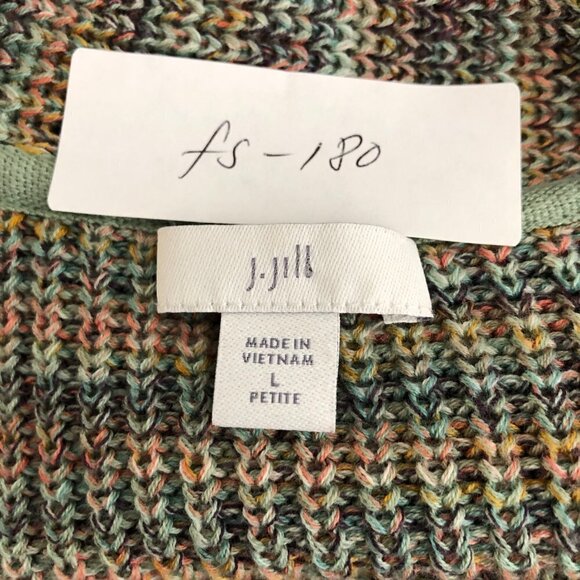 fs-180
J.Jill
MADE IN
VIETNAM
L
PETITE